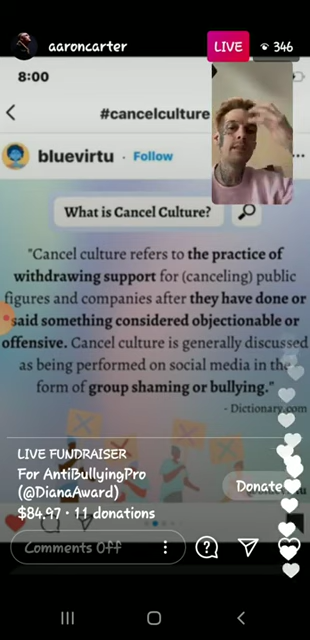 aaroncarter
LIVE
346
8:00
#cancelculture
bluevirtu · Follow
What is Cancel Culture?
"Cancel culture refers to the practice of
withdrawing support for (canceling) public
figures and companies after they have done or
said something considered objectionable or
offensive. Cancel culture is generally discussed
as being performed on social media in the
form of group shaming or bullying."
- Dictionary.com
LIVE FUNDRAISER
For AntiBullyingPro
(@DianaAward)
Donate
$84.97 · 11 donations
Comments Off